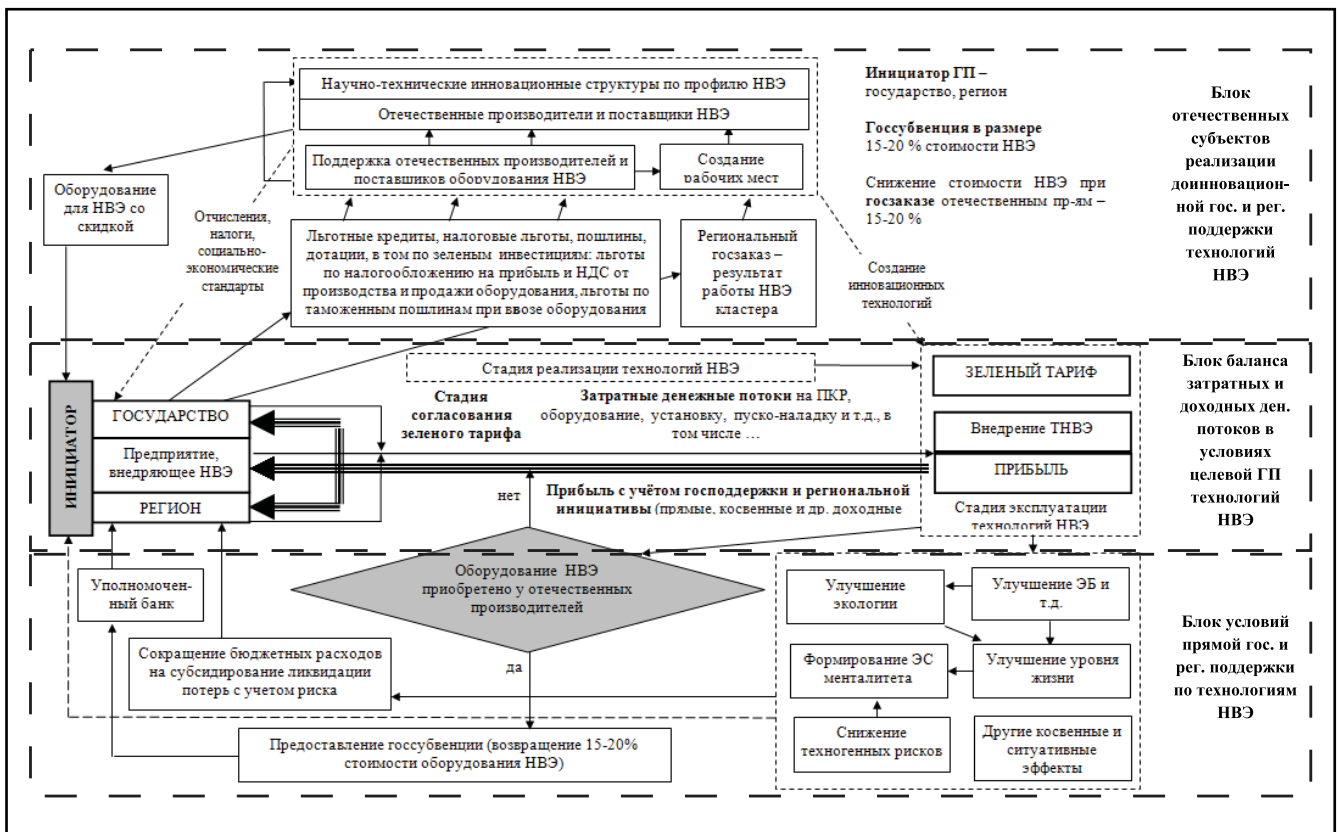 Научно-технические инновационные структуры по профилю НВЭ
Отечественные производители и поставщики НВЭ
Поддержка отечественных производителей и
поставщиков оборудования НВЭ
Создание
рабочих мест
Инициатор ГП –
государство, регион
Госсубвенция в размере
15-20 % стоимости НВЭ
Снижение стоимости НВЭ при
госзаказе отечественным пр-ям –
15-20 %
Блок
отечественных
субъектов
реализации
доинновацион-
ной гос. и рег.
поддержки
технологий
НВЭ
Оборудование
для НВЭ со
скидкой
Отчисления,
налоги,
социально-
экономические
стандарты
Льготные кредиты, налоговые льготы, пошлины,
дотации, в том по зеленым инвестициям: льготы
по налогообложению на прибыль и НДС от
производства и продажи оборудования, льготы по
таможенным пошлинам при ввозе оборудования
Региональный
госзаказ –
результат
работы НВЭ
кластера
Создание
инновационных
технологий
Стадия реализации технологий НВЭ
ИНИЦИАТОР
ГОСУДАРСТВО
Предприятие,
внедряющее НВЭ
РЕГИОН
Стадия
согласования
зеленого тарифа
Затратные денежные потоки на ПКР,
оборудование, установку, пуско-наладку и т.д., в
том числе …
нет
Прибыль с учётом господдержки и региональной
инициативы (прямые, косвенные и др. доходные
ЗЕЛЕНЫЙ ТАРИФ
Внедрение ТНВЭ
ПРИБЫЛЬ
Стадия эксплуатации
технологий НВЭ
Блок баланса
затратных и
доходных ден.
потоков в
условиях
целевой ГП
технологий
НВЭ
Уполномочен-
ный банк
Оборудование НВЭ
приобретено у отечественных
производителей
да
Сокращение бюджетных расходов
на субсидирование ликвидации
потерь с учетом риска
Предоставление госсубвенции (возвращение 15-20%
стоимости оборудования НВЭ)
Улучшение
экологии
Улучшение ЭБ и
т.д.
Формирование ЭС
менталитета
Улучшение уровня
жизни
Снижение
техногенных рисков
Другие косвенные и
ситуативные
эффекты
Блок условий
прямой гос. и
рег. поддержки
по технологиям
НВЭ